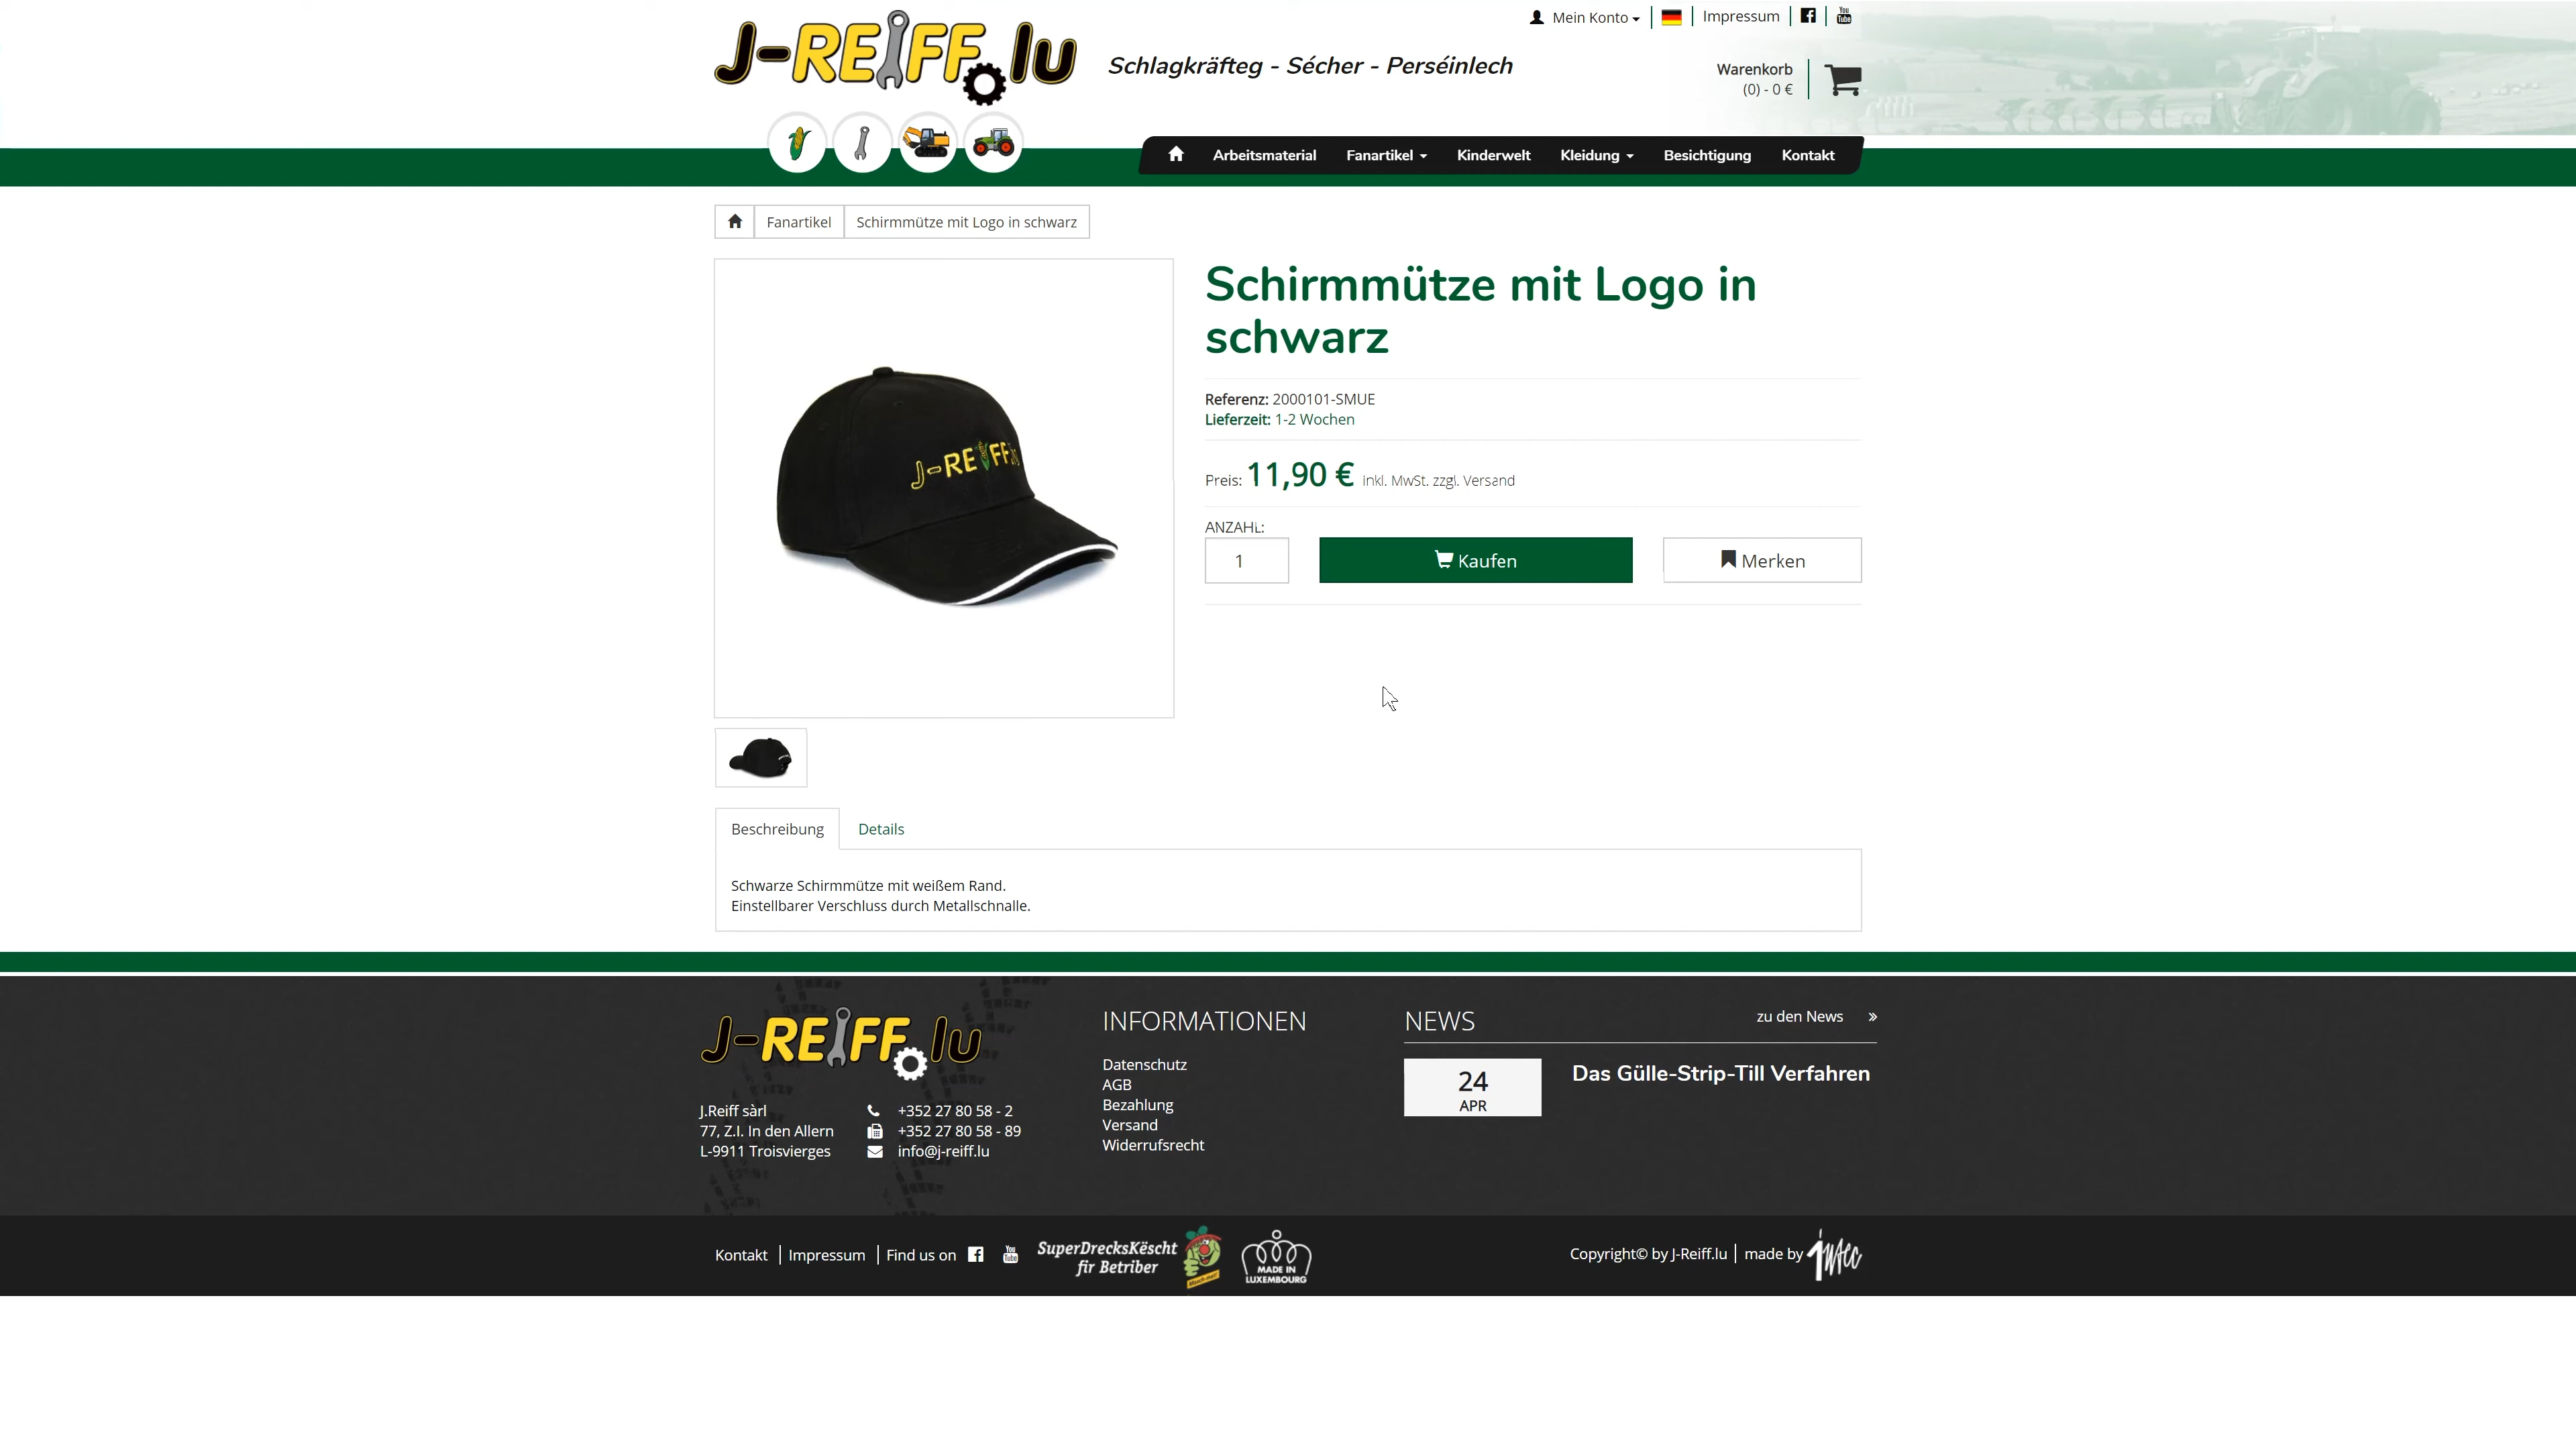 J-REIFF.lu
Schlagkräfteg - Sécher - Perséinlech
Mein Konto
Impressum
Warenkorb
(0) - 0 €
Arbeitsmaterial Fanartikel Kinderwelt Kleidung Besichtigung Kontakt
Fanartikel Schirmmütze mit Logo in schwarz
J-REIFF.lu
Schirmmütze mit Logo in
schwarz
Referenz: 2000101-SMUE
Lieferzeit: 1-2 Wochen
Preis: 11,90 € inkl. MwSt. zzgl. Versand
ANZAHL:
1 Kaufen Merken
Beschreibung Details
Schwarze Schirmmütze mit weißem Rand.
Einstellbarer Verschluss durch Metallschnalle.
J-REIFF.lu
J.Reiff sàrl
77, Z.I. In den Allern
L-9911 Troisvierges
+352 27 80 58 - 2
+352 27 80 58 - 89
info@j-reiff.lu
INFORMATIONEN
Datenschutz
AGB
Bezahlung
Versand
Widerrufsrecht
NEWS
zu den News »
24
APR
Das Gülle-Strip-Till Verfahren
Kontakt Impressum Find us on You Tube
SuperDrecksKëscht
fir Betriber
MADE IN
LUXEMBOURG
Copyright© by J-Reiff.lu made by